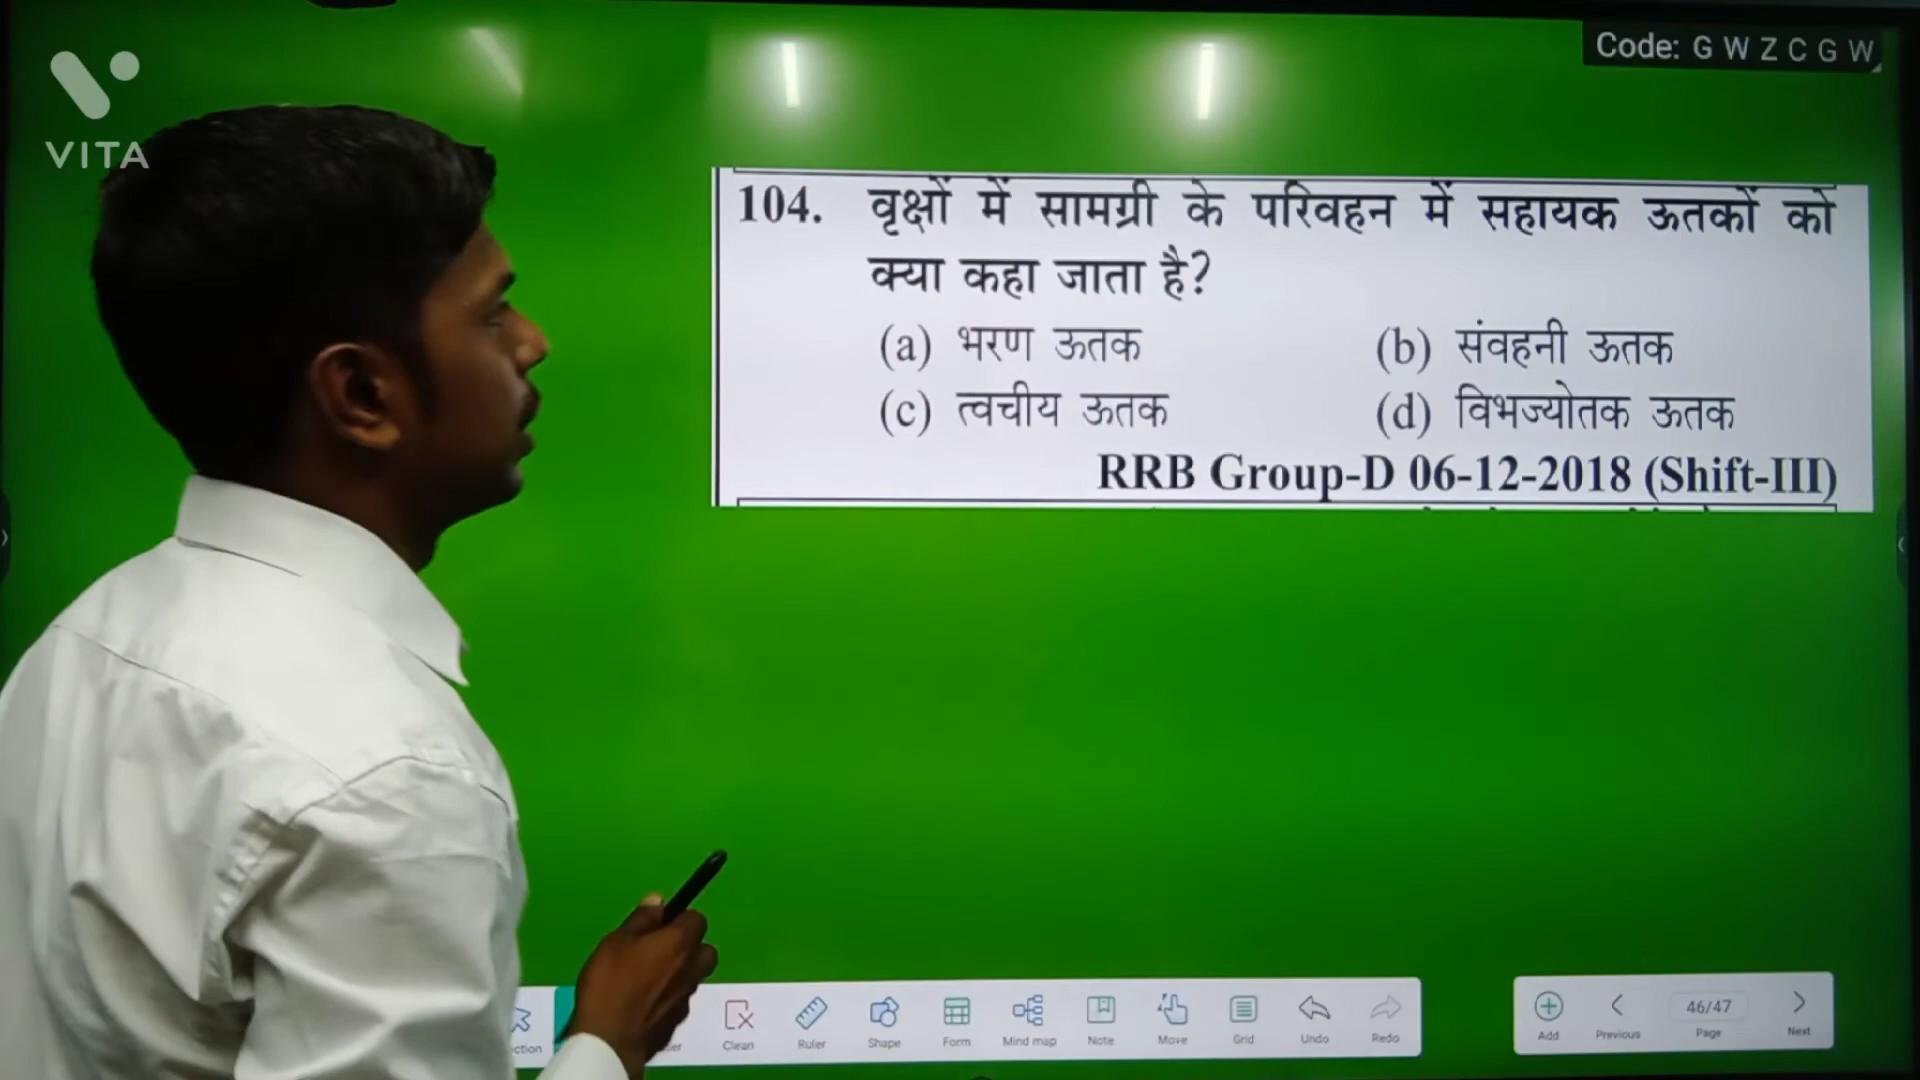 Code: G W Z C G W
VITA
104. वृक्षों में सामग्री के परिवहन में सहायक ऊतकों को
क्या कहा जाता है?
(a) भरण ऊतक (b) संवहनी ऊतक
(c) त्वचीय ऊतक (d) विभज्योतक ऊतक
RRB Group-D 06-12-2018 (Shift-III)
Clean Ruler Shape Form Mind map Note Move Grid Undo Redo
46/47
Add Previous Page Next